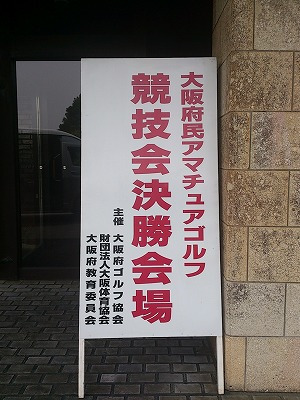 大阪府民アマチュアゴルフ
競技会決勝会場
主催 大阪府ゴルフ協会
財団法人大阪体育協会
大阪府教育委員会